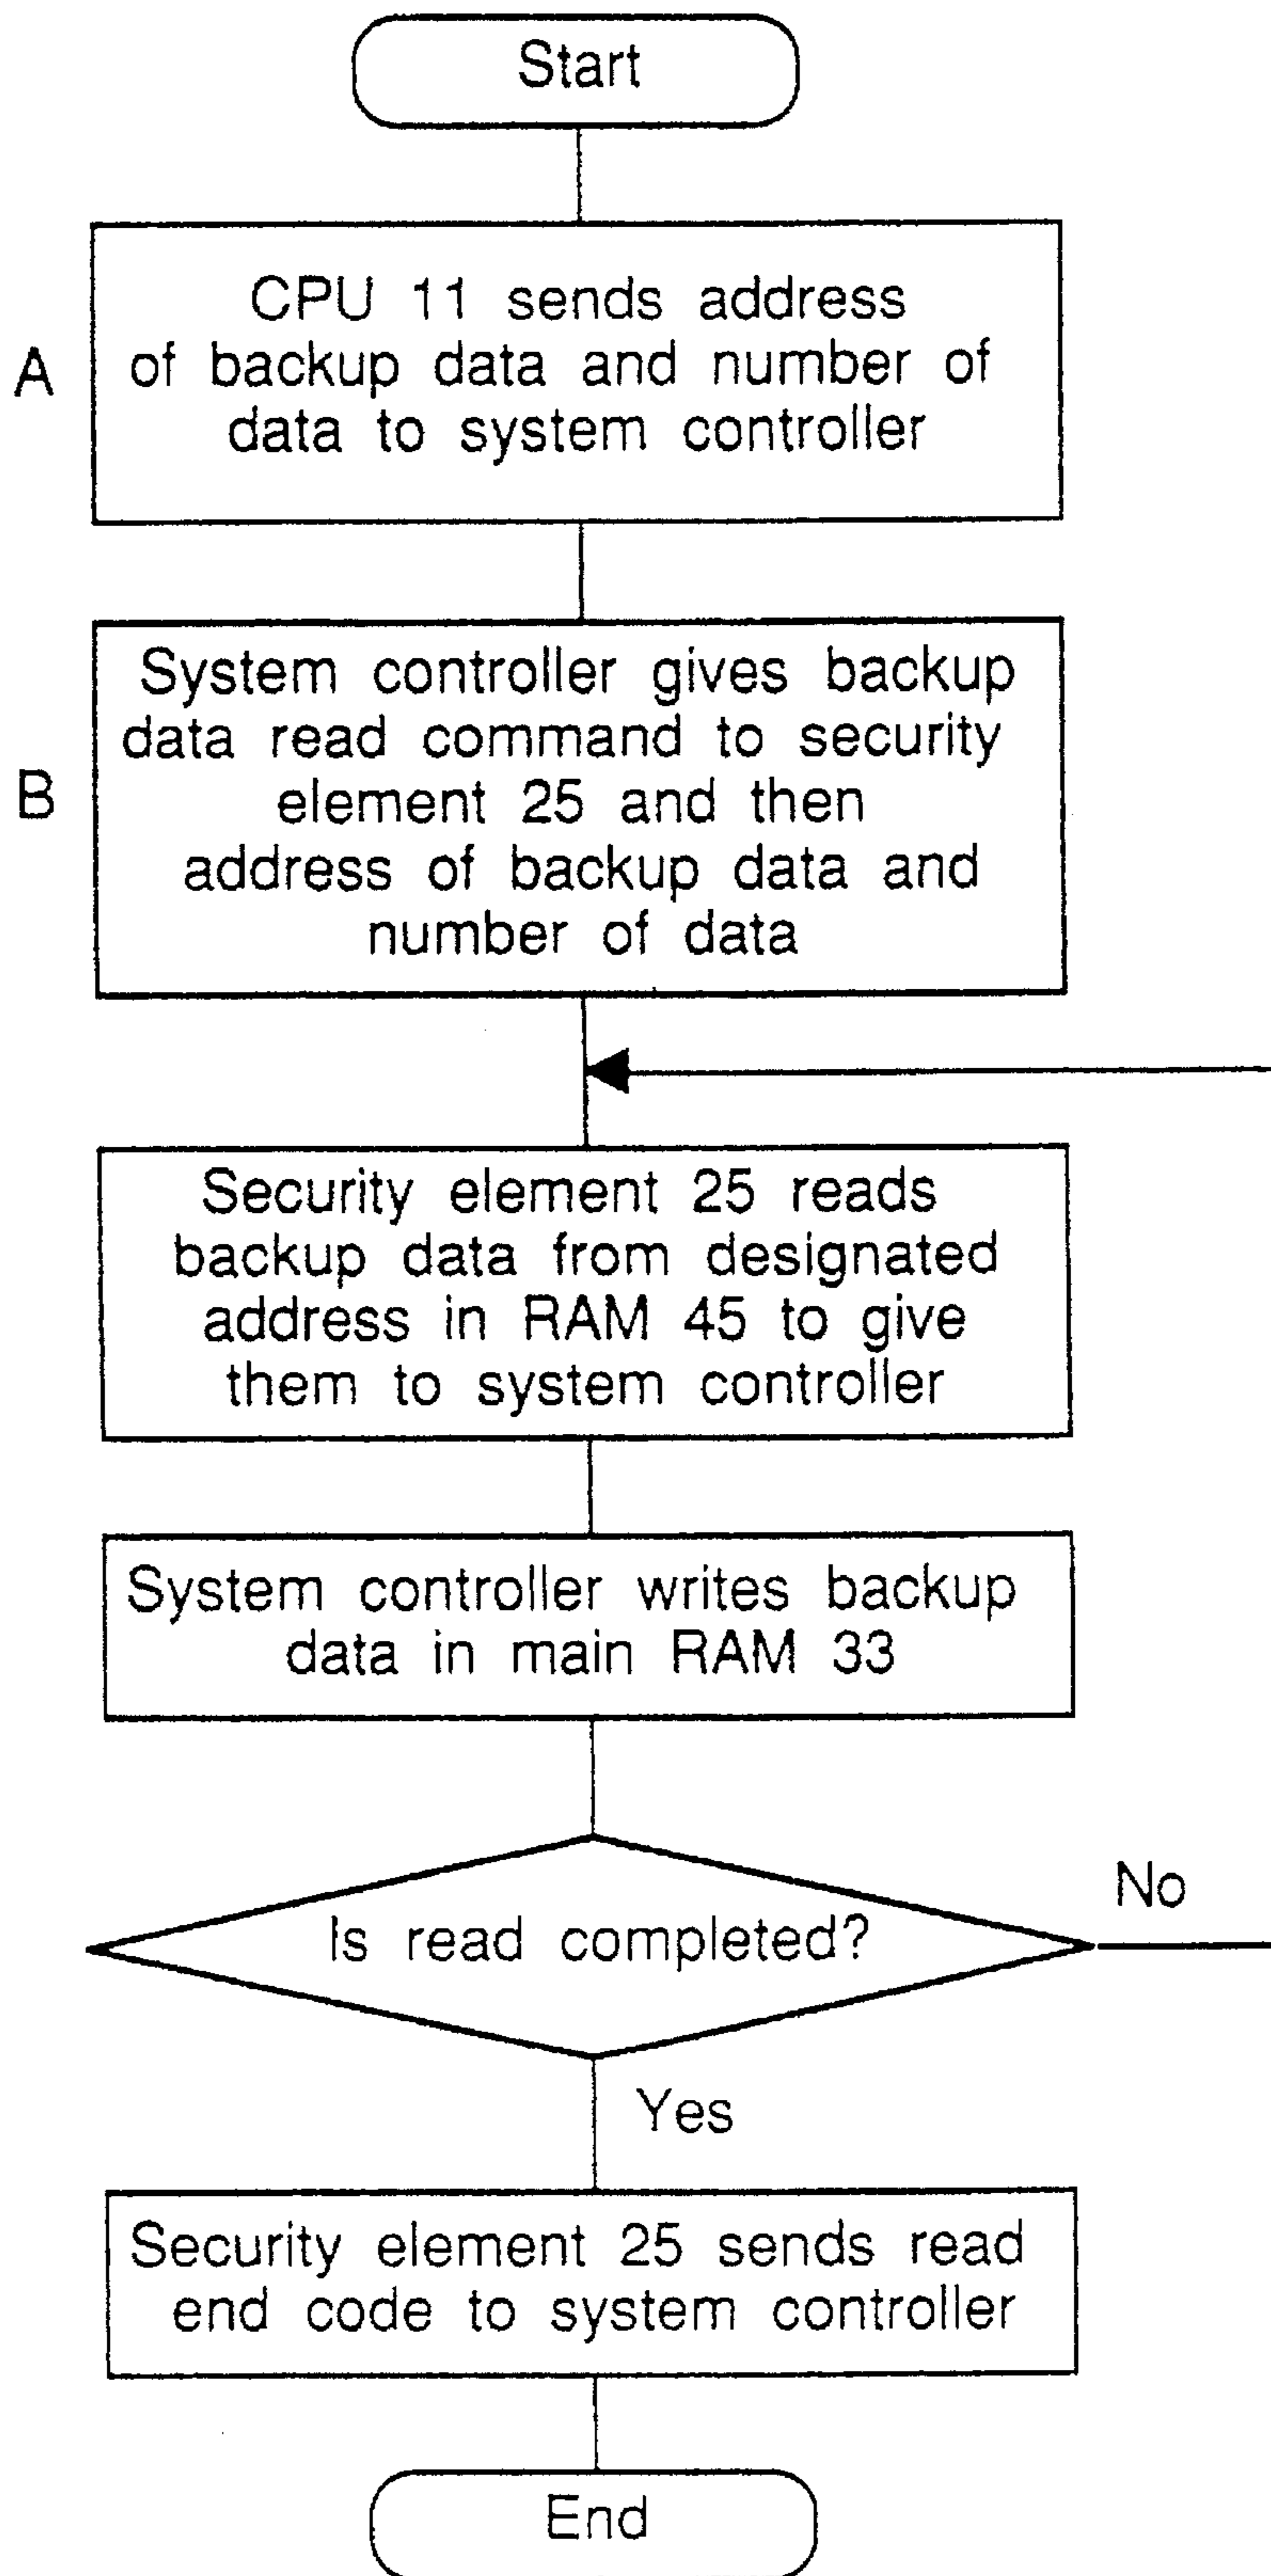 Start
CPU 11 sends address
A
of backup data and number of
data to system controller
System controller gives backup
data read command to security
B
element 25 and then
address of backup data and
number of data
Security element 25 reads
backup data from designated
address in RAM 45 to give
them to system controller
System controller writes backup
data in main RAM 33
No
Is read completed?
Yes
Security element 25 sends read
end code to system controller
End